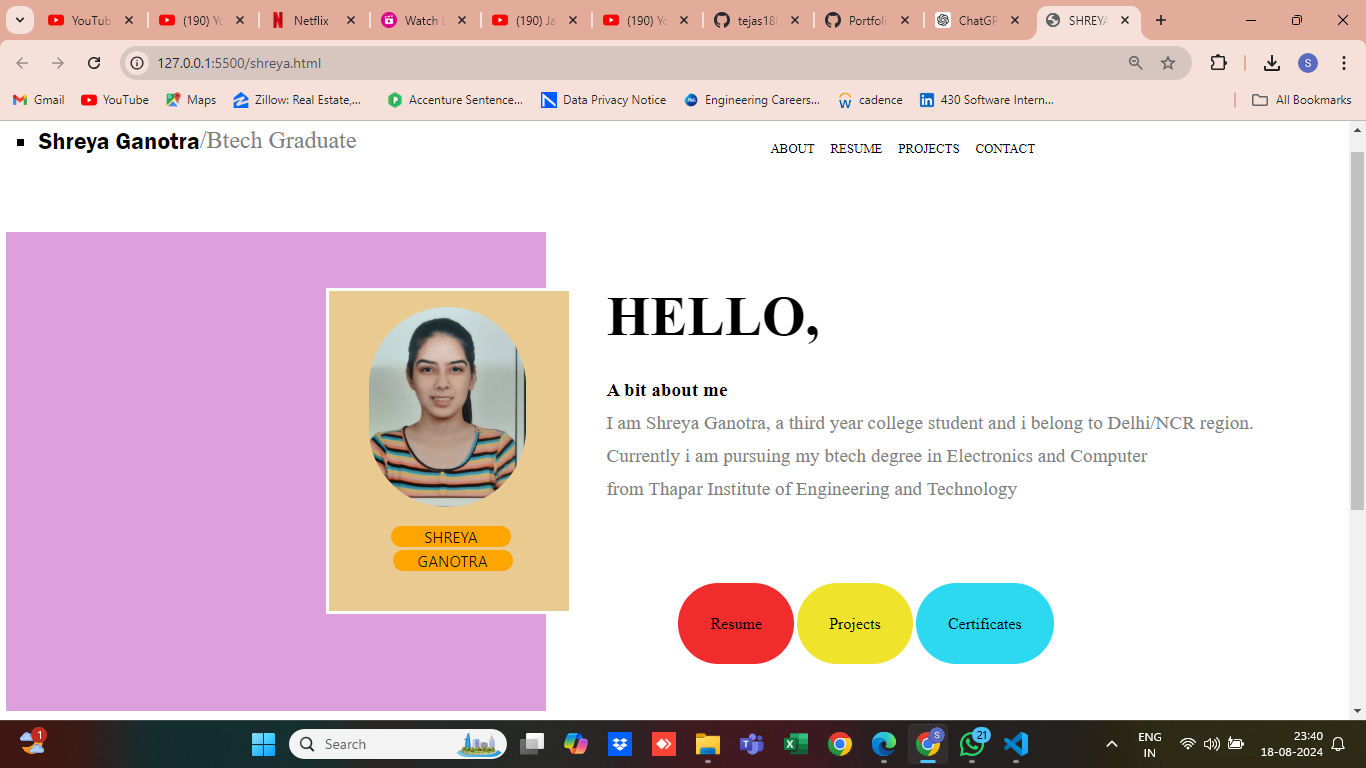 YouTub
(190) Yo
Netflix
Watch L
(190) Ja
(190) Yo
tejas18
Portfoli
ChatGP
SHREYA
127.0.0.1:5500/shreya.html
S
Gmail
YouTube
Maps
Zillow: Real Estate,...
Accenture Sentence...
Data Privacy Notice
Engineering Careers...
cadence
430 Software Intern...
All Bookmarks
Shreya Ganotra/Btech Graduate
ABOUT RESUME PROJECTS CONTACT
HELLO,
A bit about me
I am Shreya Ganotra, a third year college student and i belong to Delhi/NCR region.
Currently i am pursuing my btech degree in Electronics and Computer
from Thapar Institute of Engineering and Technology
SHREYA
GANOTRA
Resume Projects Certificates
1
Search
S
21
ENG
IN
23:40
18-08-2024